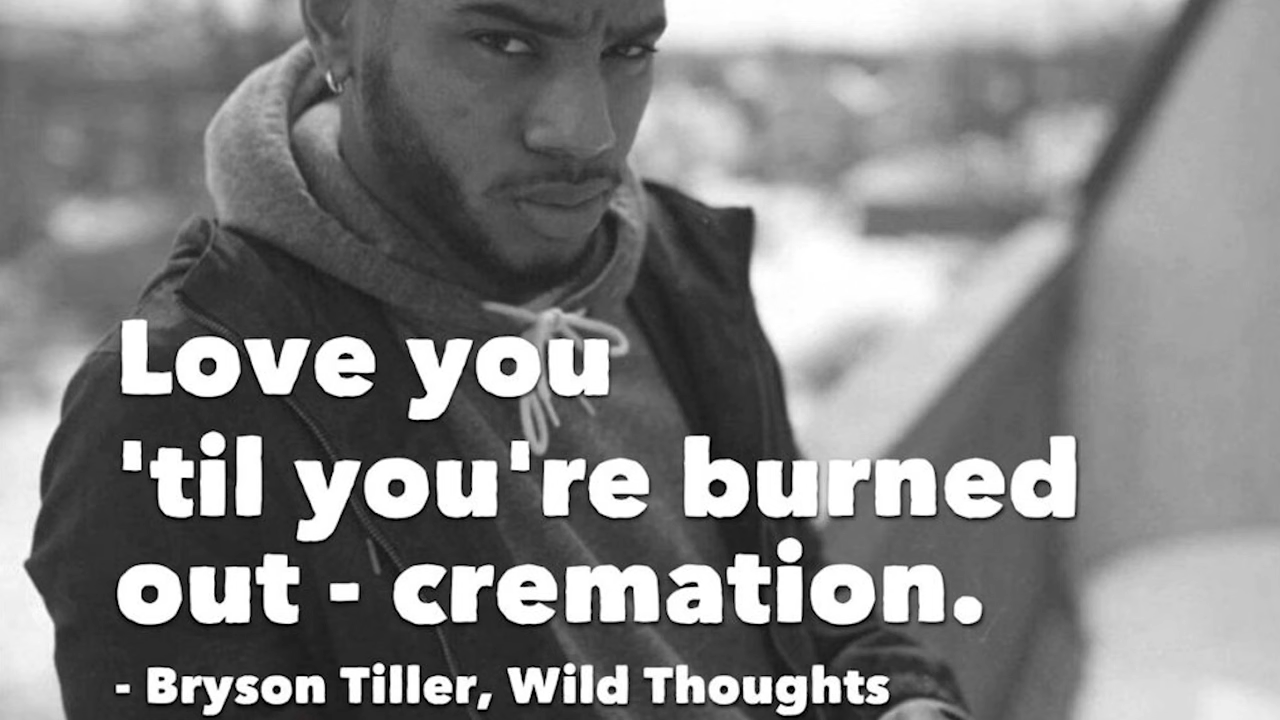 Love you
'til you're burned
out - cremation.
- Bryson Tiller, Wild Thoughts